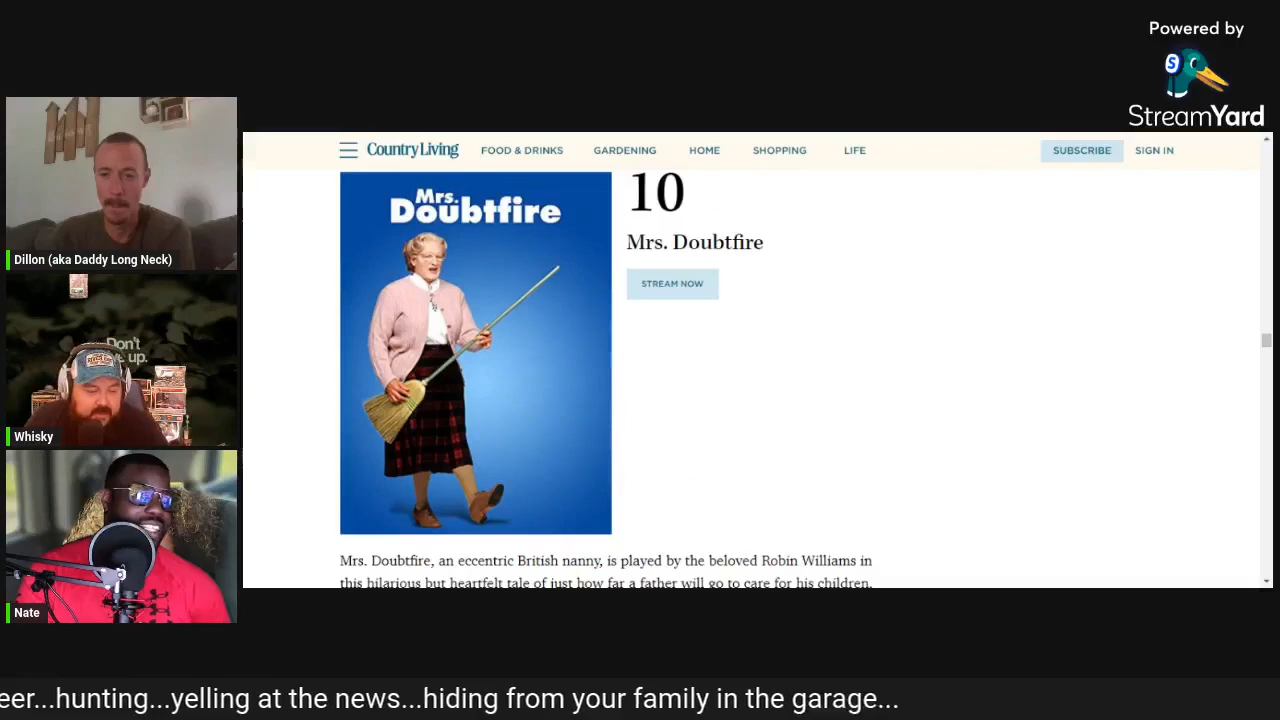 Powered by
S
StreamYard
Country Living FOOD & DRINKS GARDENING HOME SHOPPING LIFE SUBSCRIBE SIGN IN
Mrs.
Doubtfire
10
Mrs. Doubtfire
STREAM NOW
Mrs. Doubtfire, an eccentric British nanny, is played by the beloved Robin Williams in
this hilarious but heartfelt tale of just how far a father will go to care for his children.
Dillon (aka Daddy Long Neck)
Don't
up.
Whisky
Nate
eer...hunting...yelling at the news...hiding from your family in the garage...